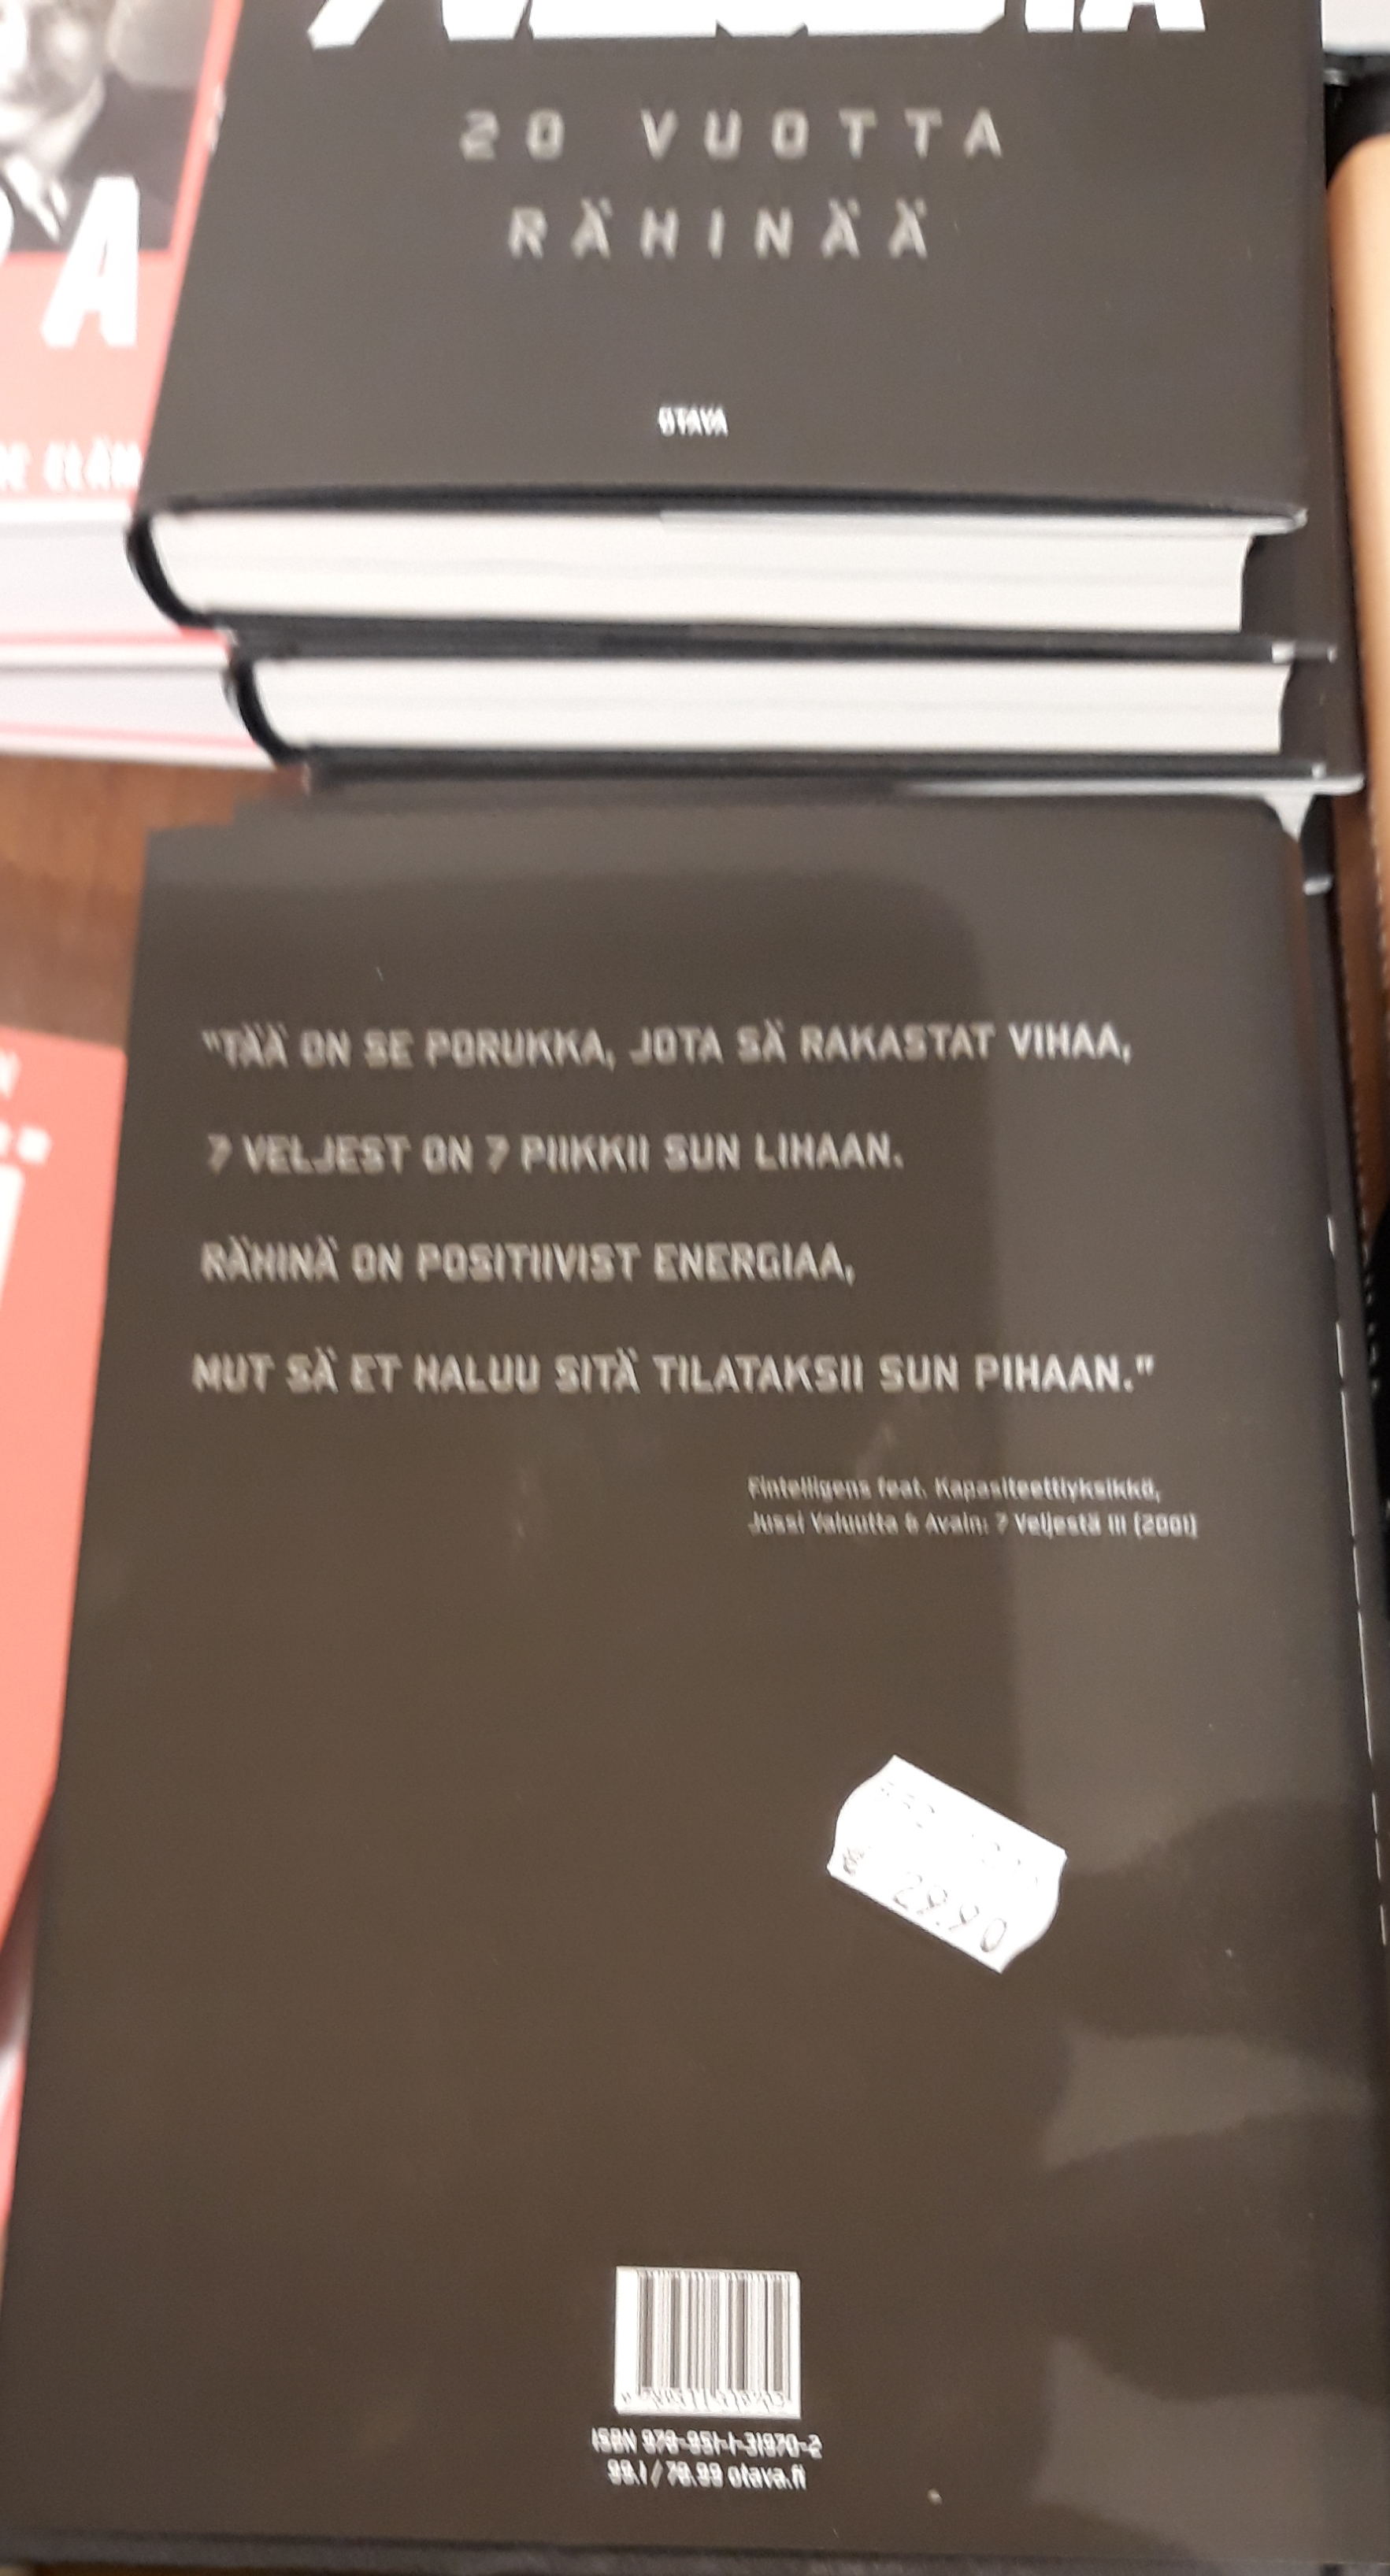 20 VUOTTA
RÄHINÄÄ
OTAVA
"TÄÄ ON SE PORUKKA, JOTA SÄ RAKASTAT VIHAA,
7 VELJEST ON 7 PIIKKII SUN LIHAAN.
RÄHINÄ ON POSITIIVIST ENERGIAA,
MUT SÄ ET HALUU SITÄ TILATAKSII SUN PIHAAN."
Fintelligens feat. Kapasiteettiyksikkö,
Jussi Valuutta & Avain: 7 Veljestä III (2001)
29.90
ISBN 978-951-1-31970-2
99.1 / 78.99 otava.fi